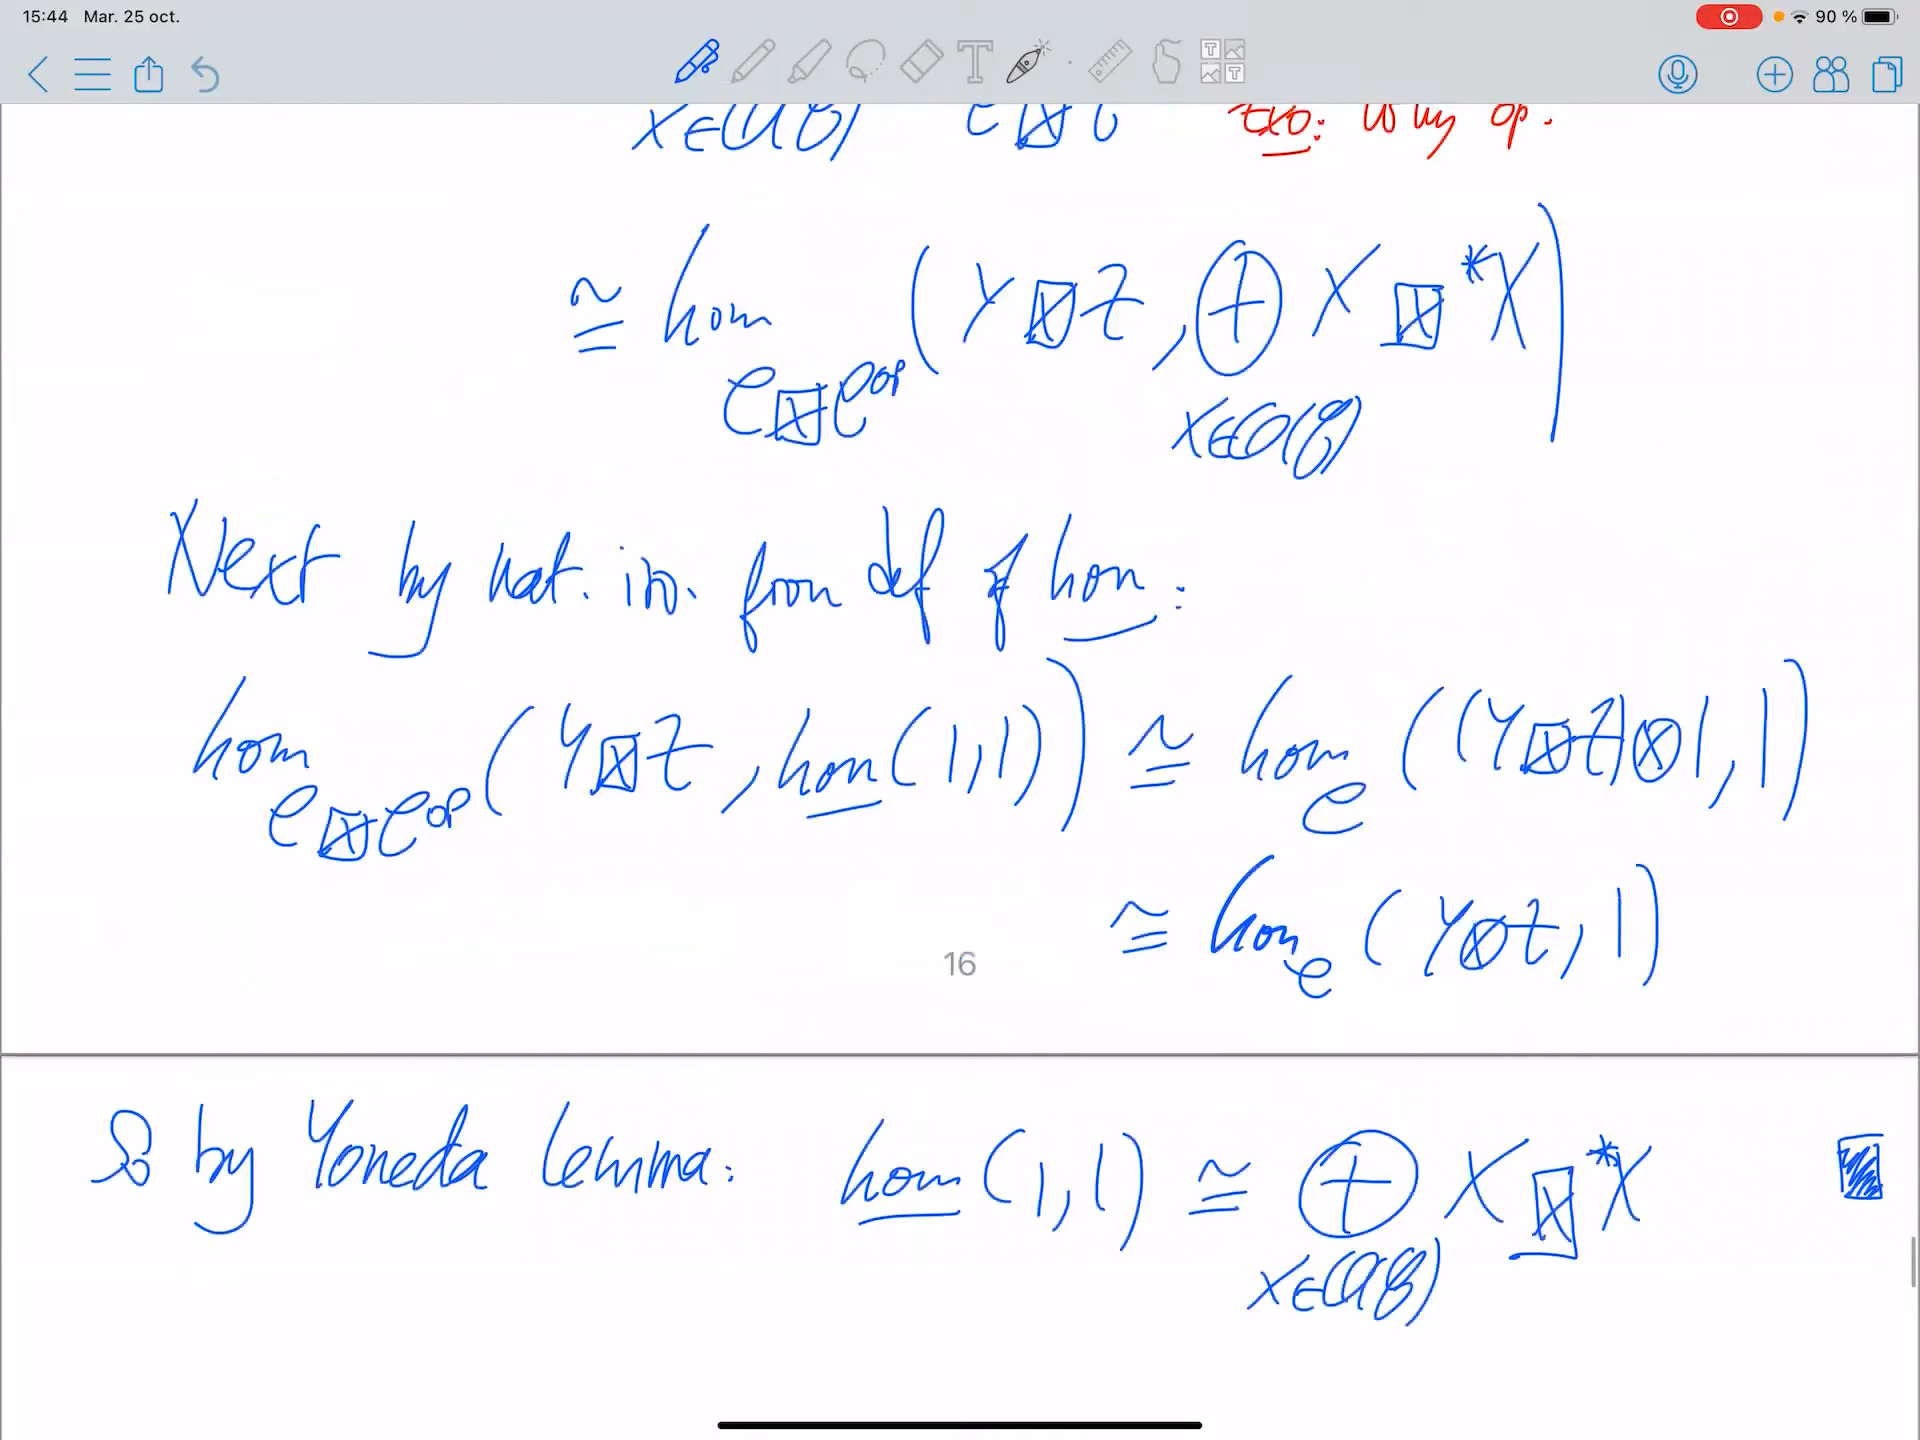 15:44 Mar. 25 oct. 90 %
X∈O(C) C⊠C Exo: Why op.
≅ hom_{C⊠C^{op}} (Y⊠Z, ⊕_{X∈O(C)} X⊠*X)
Next by nat. iso. from def of hom:
hom_{C⊠C^{op}} (Y⊠Z, hom(1,1)) ≅ hom_C ((Y⊠Z)⊗1, 1)
≅ hom_C (Y⊗Z, 1)
16
So by Yoneda lemma: hom(1,1) ≅ ⊕_{X∈O(C)} X⊠*X